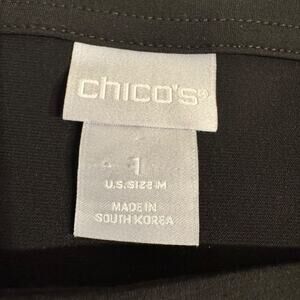 chico's®
1
U.S. SIZE M
MADE IN
SOUTH KOREA